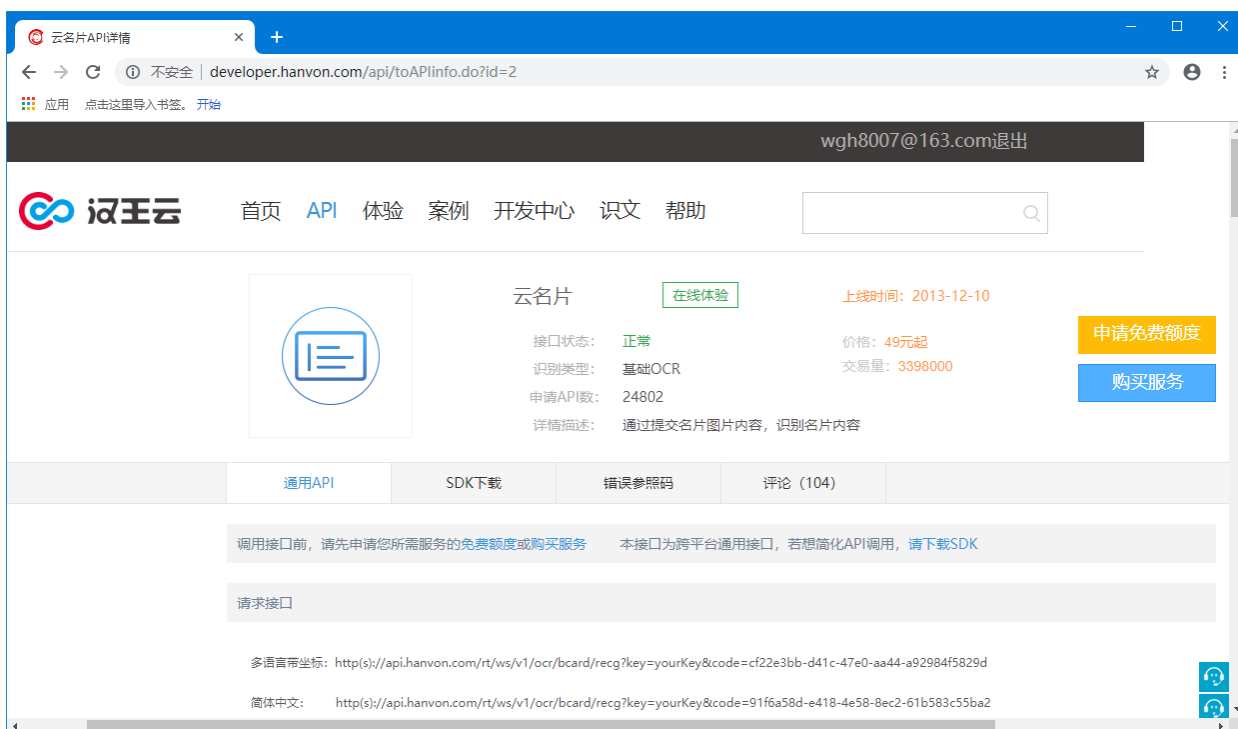 云名片API详情
不安全 | developer.hanvon.com/api/toAPIinfo.do?id=2
应用 点击这里导入书签。 开始
wgh8007@163.com退出
汉王云 首页 API 体验 案例 开发中心 识文 帮助
云名片 在线体验 上线时间：2013-12-10
申请免费额度
接口状态： 正常 价格：49元起
识别类型： 基础OCR 交易量：3398000
购买服务
申请API数： 24802
详情描述： 通过提交名片图片内容，识别名片内容
通用API SDK下载 错误参照码 评论（104）
调用接口前，请先申请您所需服务的免费额度或购买服务 本接口为跨平台通用接口，若想简化API调用，请下载SDK
请求接口
多语言带坐标：http(s)://api.hanvon.com/rt/ws/v1/ocr/bcard/recg?key=yourKey&code=cf22e3bb-d41c-47e0-aa44-a92984f5829d
简体中文： http(s)://api.hanvon.com/rt/ws/v1/ocr/bcard/recg?key=yourKey&code=91f6a58d-e418-4e58-8ec2-61b583c55ba2